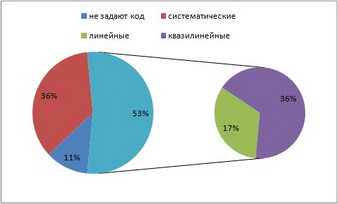 не задают код систематические
линейные квазилинейные
36%
53%
11%
36%
17%